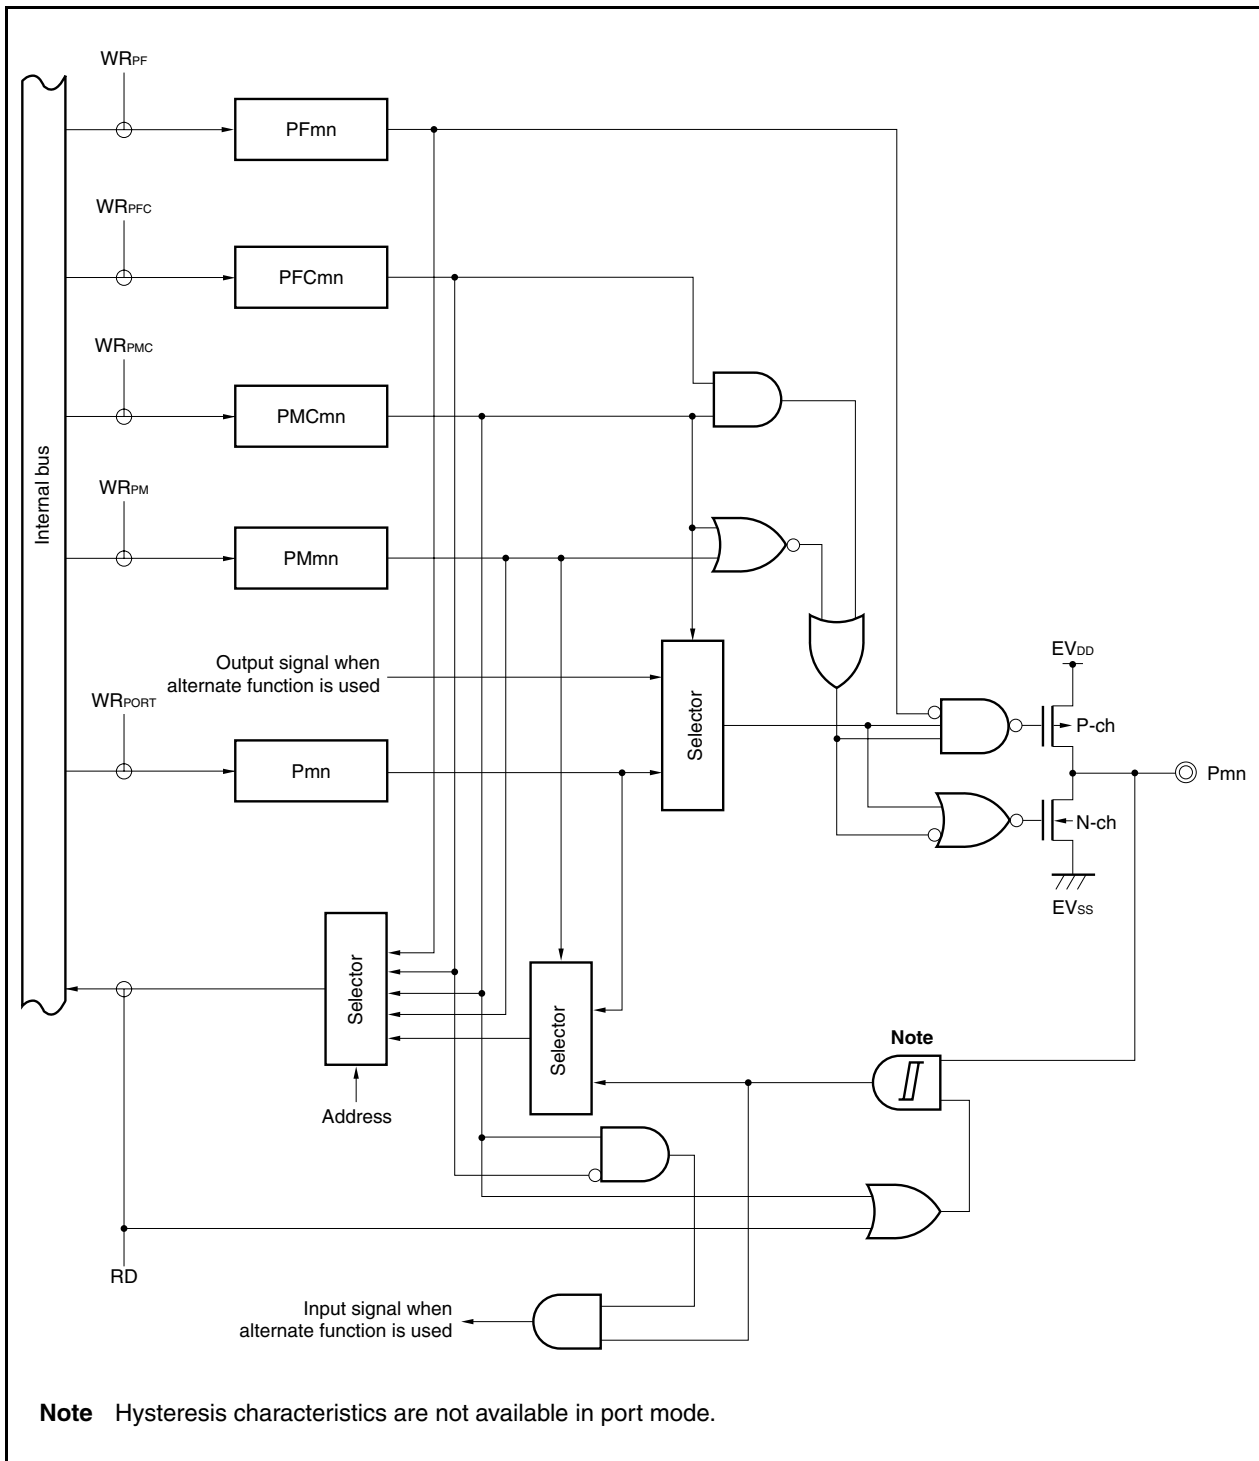 WRPF
PFmn
WRPFC
PFCmn
WRPMC
PMCmn
Internal bus
WRPM
PMmn
Output signal when
alternate function is used
WRPORT
Pmn
Selector
EVDD
P-ch
Pmn
N-ch
EVSS
Selector
Selector
Address
Note
RD
Input signal when
alternate function is used
Note Hysteresis characteristics are not available in port mode.